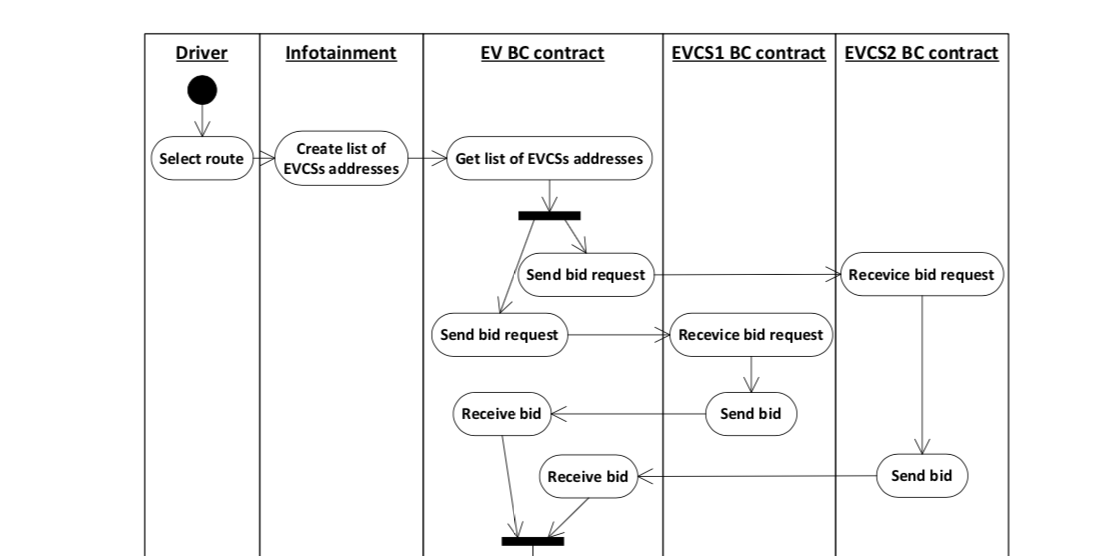 Driver
Infotainment
EV BC contract
EVCS1 BC contract
EVCS2 BC contract
Select route
Create list of
EVCSs addresses
Get list of EVCSs addresses
Send bid request
Recevice bid request
Send bid request
Recevice bid request
Receive bid
Send bid
Receive bid
Send bid